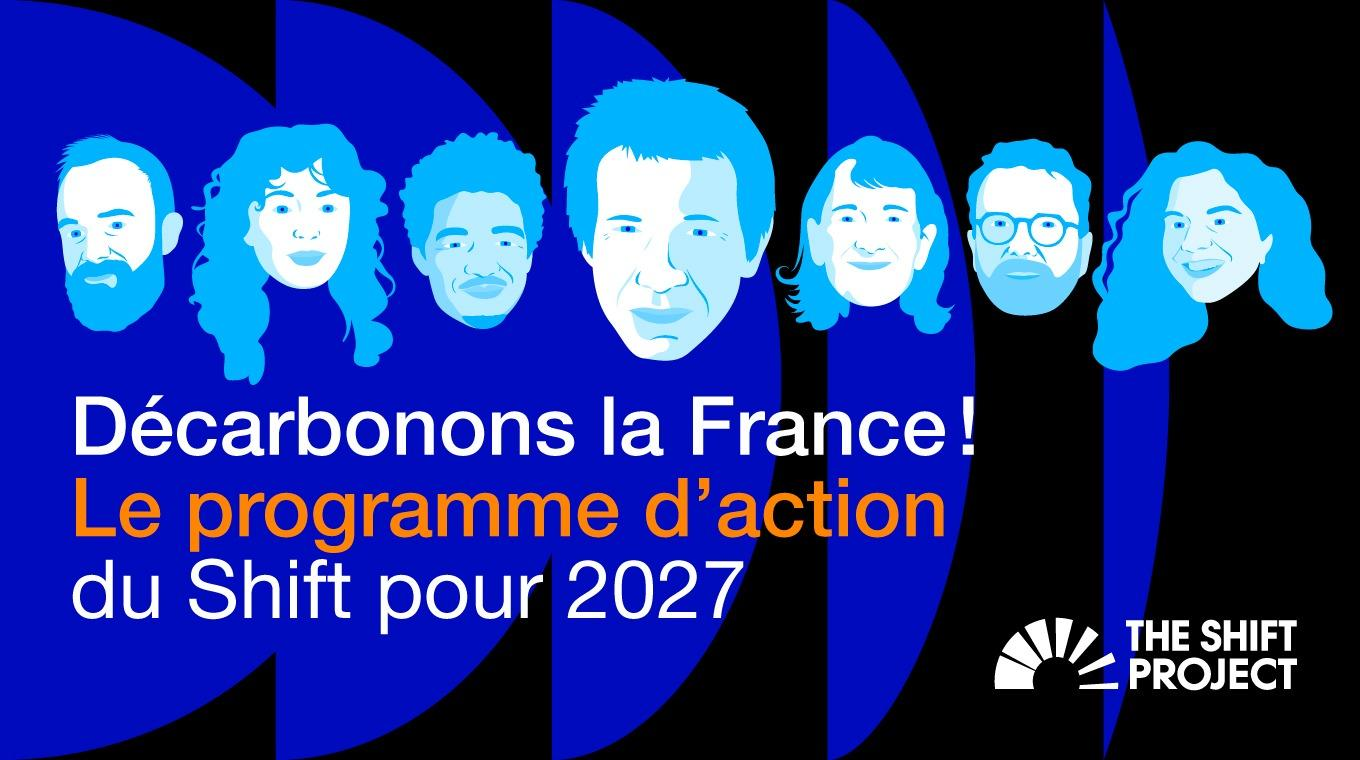 Décarbonons la France !
Le programme d’action
du Shift pour 2027
THE SHIFT
PROJECT